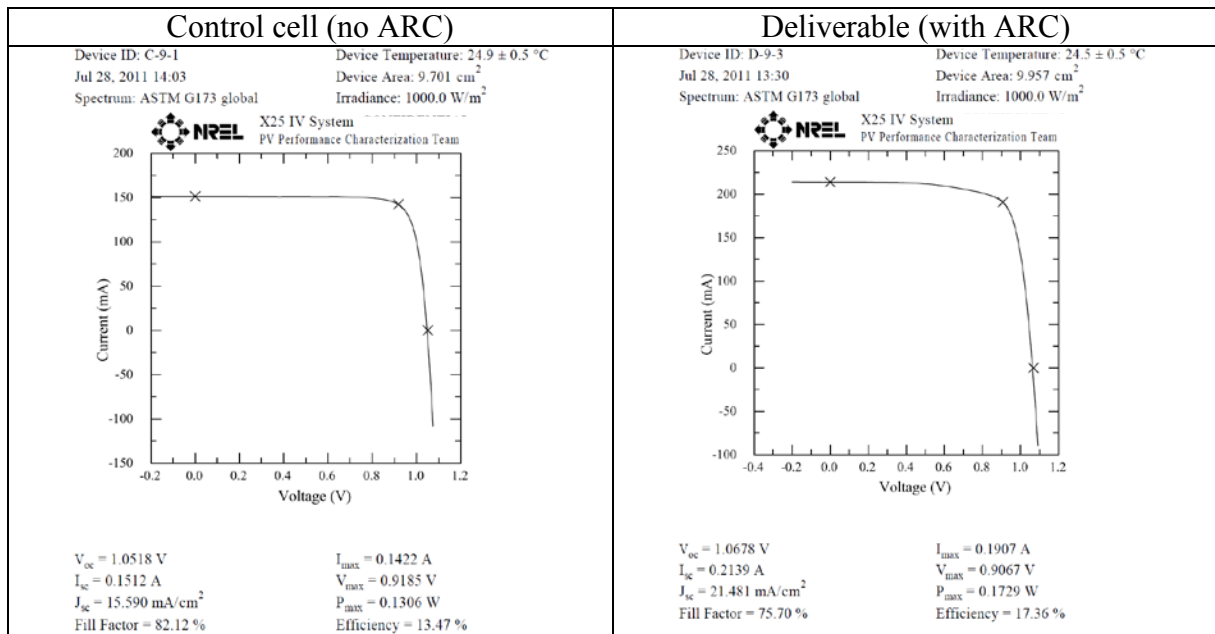 Control cell (no ARC)
Device ID: C-9-1
Device Temperature: 24.9 ± 0.5 °C
Jul 28, 2011 14:03
Device Area: 9.701 cm²
Spectrum: ASTM G173 global
Irradiance: 1000.0 W/m²
NREL
X25 IV System
PV Performance Characterization Team
200
150
100
50
0
-50
-100
-150
Current (mA)
-0.2 0.0 0.2 0.4 0.6 0.8 1.0 1.2
Voltage (V)
Voc = 1.0518 V
Imax = 0.1422 A
Isc = 0.1512 A
Vmax = 0.9185 V
Jsc = 15.590 mA/cm²
Pmax = 0.1306 W
Fill Factor = 82.12 %
Efficiency = 13.47 %
Deliverable (with ARC)
Device ID: D-9-3
Device Temperature: 24.5 ± 0.5 °C
Jul 28, 2011 13:30
Device Area: 9.957 cm²
Spectrum: ASTM G173 global
Irradiance: 1000.0 W/m²
NREL
X25 IV System
PV Performance Characterization Team
250
200
150
100
50
0
-50
-100
Current (mA)
-0.4 -0.2 0.0 0.2 0.4 0.6 0.8 1.0 1.2
Voltage (V)
Voc = 1.0678 V
Imax = 0.1907 A
Isc = 0.2139 A
Vmax = 0.9067 V
Jsc = 21.481 mA/cm²
Pmax = 0.1729 W
Fill Factor = 75.70 %
Efficiency = 17.36 %